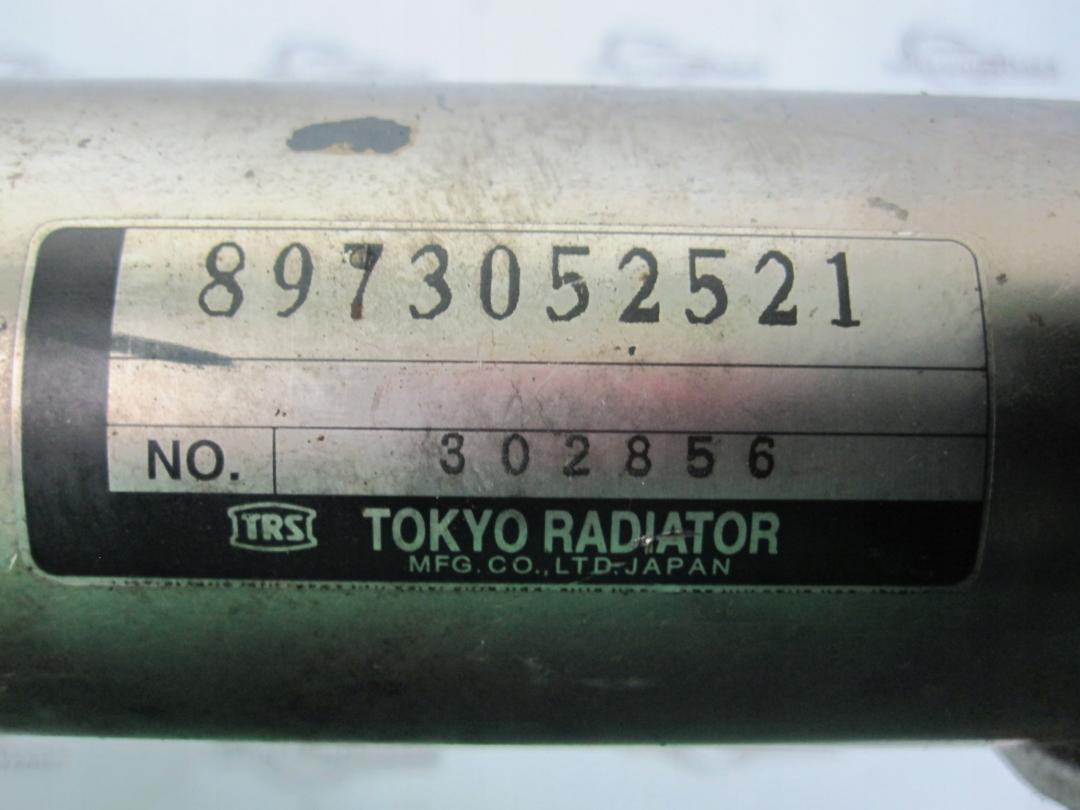 8973052521
NO. 302856
TRS TOKYO RADIATOR
MFG. CO., LTD. JAPAN